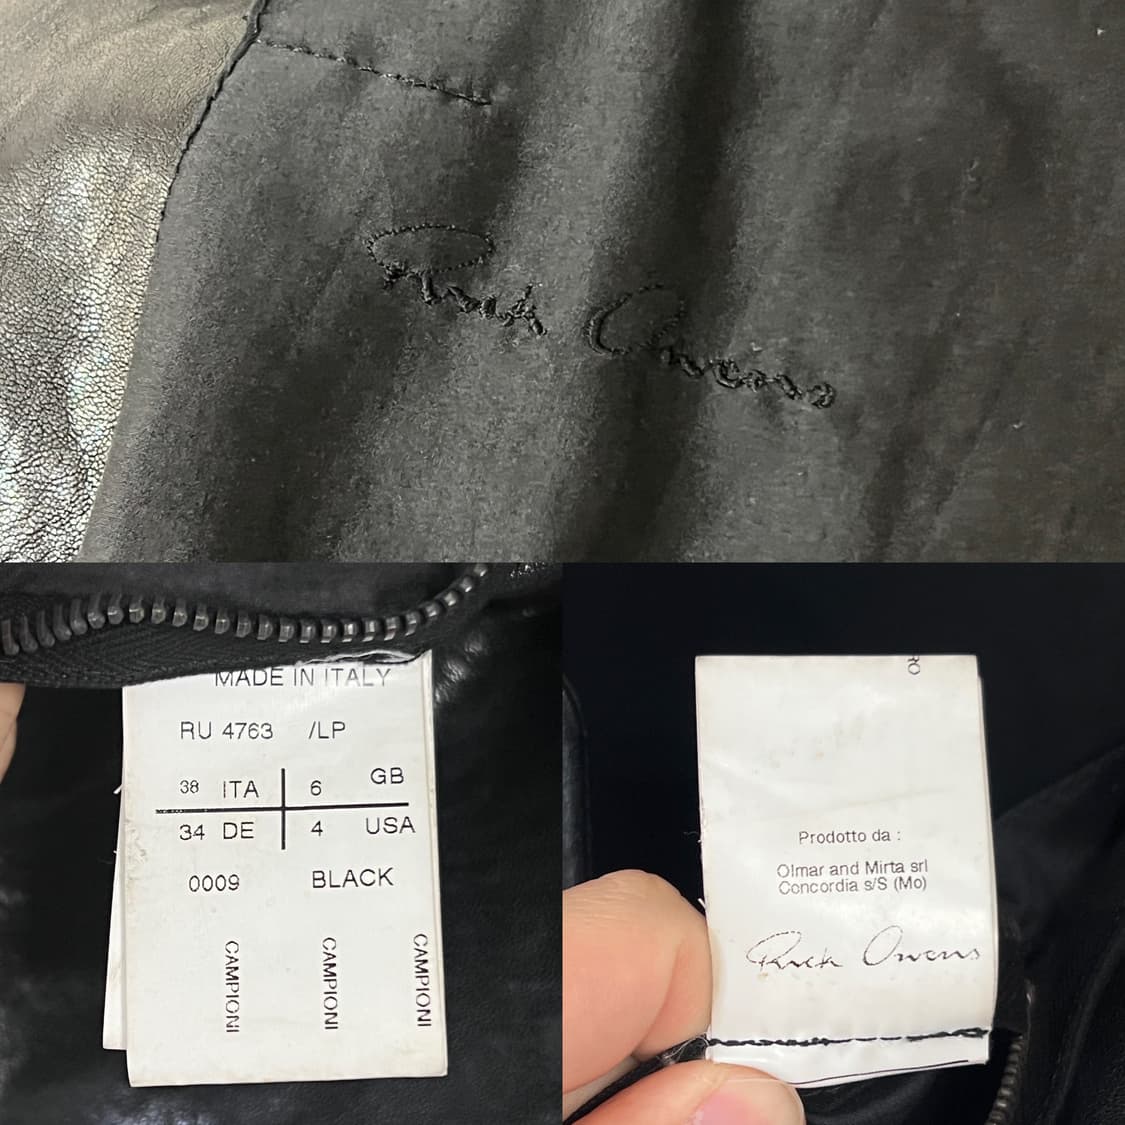 Rick Owens
MADE IN ITALY
RU 4763 /LP
38 ITA 6 GB
34 DE 4 USA
0009 BLACK
CAMPIONI
CAMPIONI
CAMPIONI
Prodotto da :
Olmar and Mirta srl
Concordia s/S (Mo)
Rick Owens